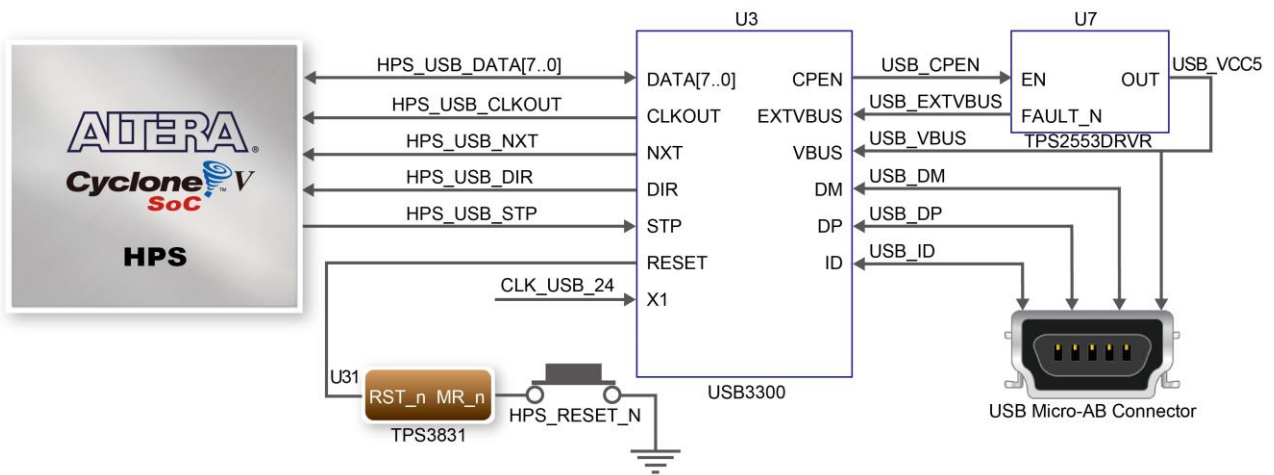 U3
U7
HPS_USB_DATA[7..0]
DATA[7..0]
CPEN
USB_CPEN
EN
OUT
USB_VCC5
HPS_USB_CLKOUT
CLKOUT
EXTVBUS
USB_EXTVBUS
FAULT_N
TPS2553DRVR
HPS_USB_NXT
NXT
VBUS
USB_VBUS
HPS_USB_DIR
DIR
DM
USB_DM
HPS_USB_STP
STP
DP
USB_DP
RESET
ID
USB_ID
CLK_USB_24
X1
ALTERA®
Cyclone™ V
SoC
HPS
U31
RST_n MR_n
TPS3831
HPS_RESET_N
USB3300
USB Micro-AB Connector